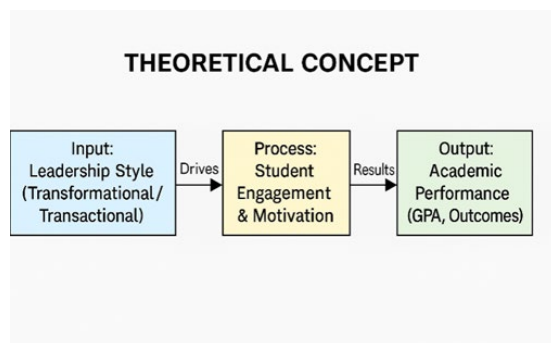 THEORETICAL CONCEPT
Input:
Leadership Style
(Transformational/
Transactional)
Drives
Process:
Student
Engagement
& Motivation
Results
Output:
Academic
Performance
(GPA, Outcomes)